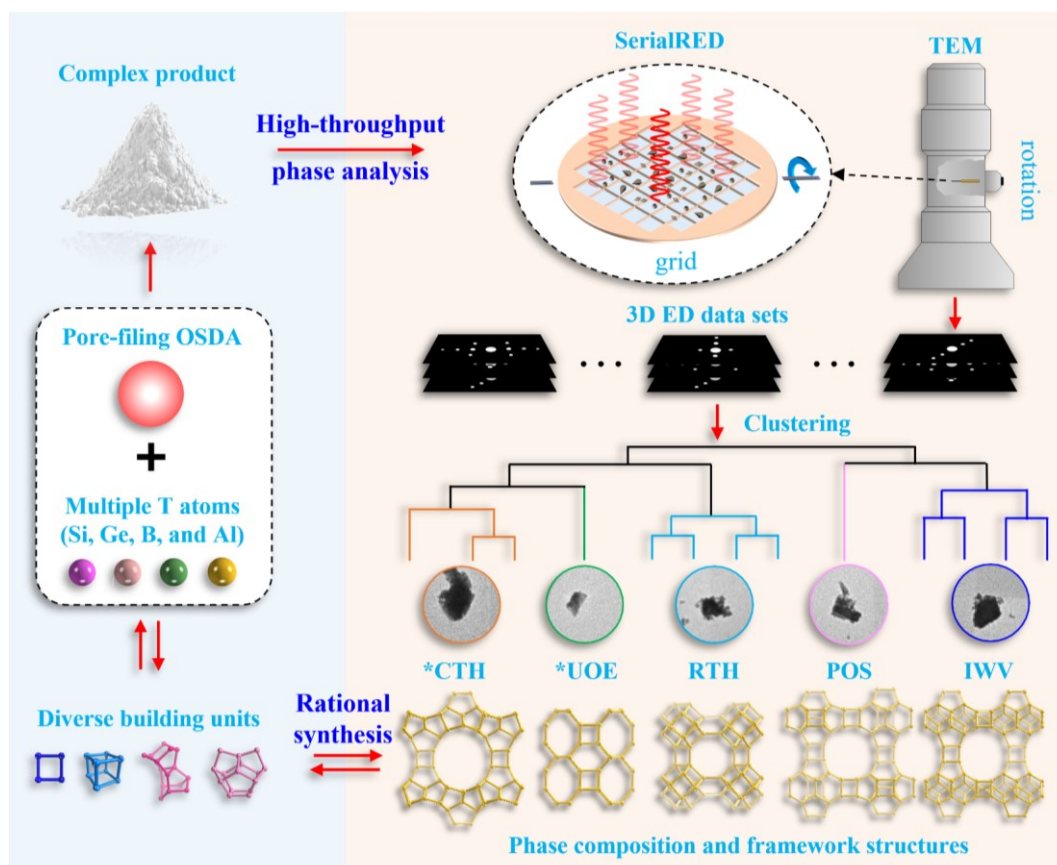 Complex product
High-throughput
phase analysis
SerialRED
grid
TEM
rotation
3D ED data sets
Clustering
Pore-filing OSDA
+
Multiple T atoms
(Si, Ge, B, and Al)
Diverse building units
Rational
synthesis
*CTH
*UOE
RTH
POS
IWV
Phase composition and framework structures